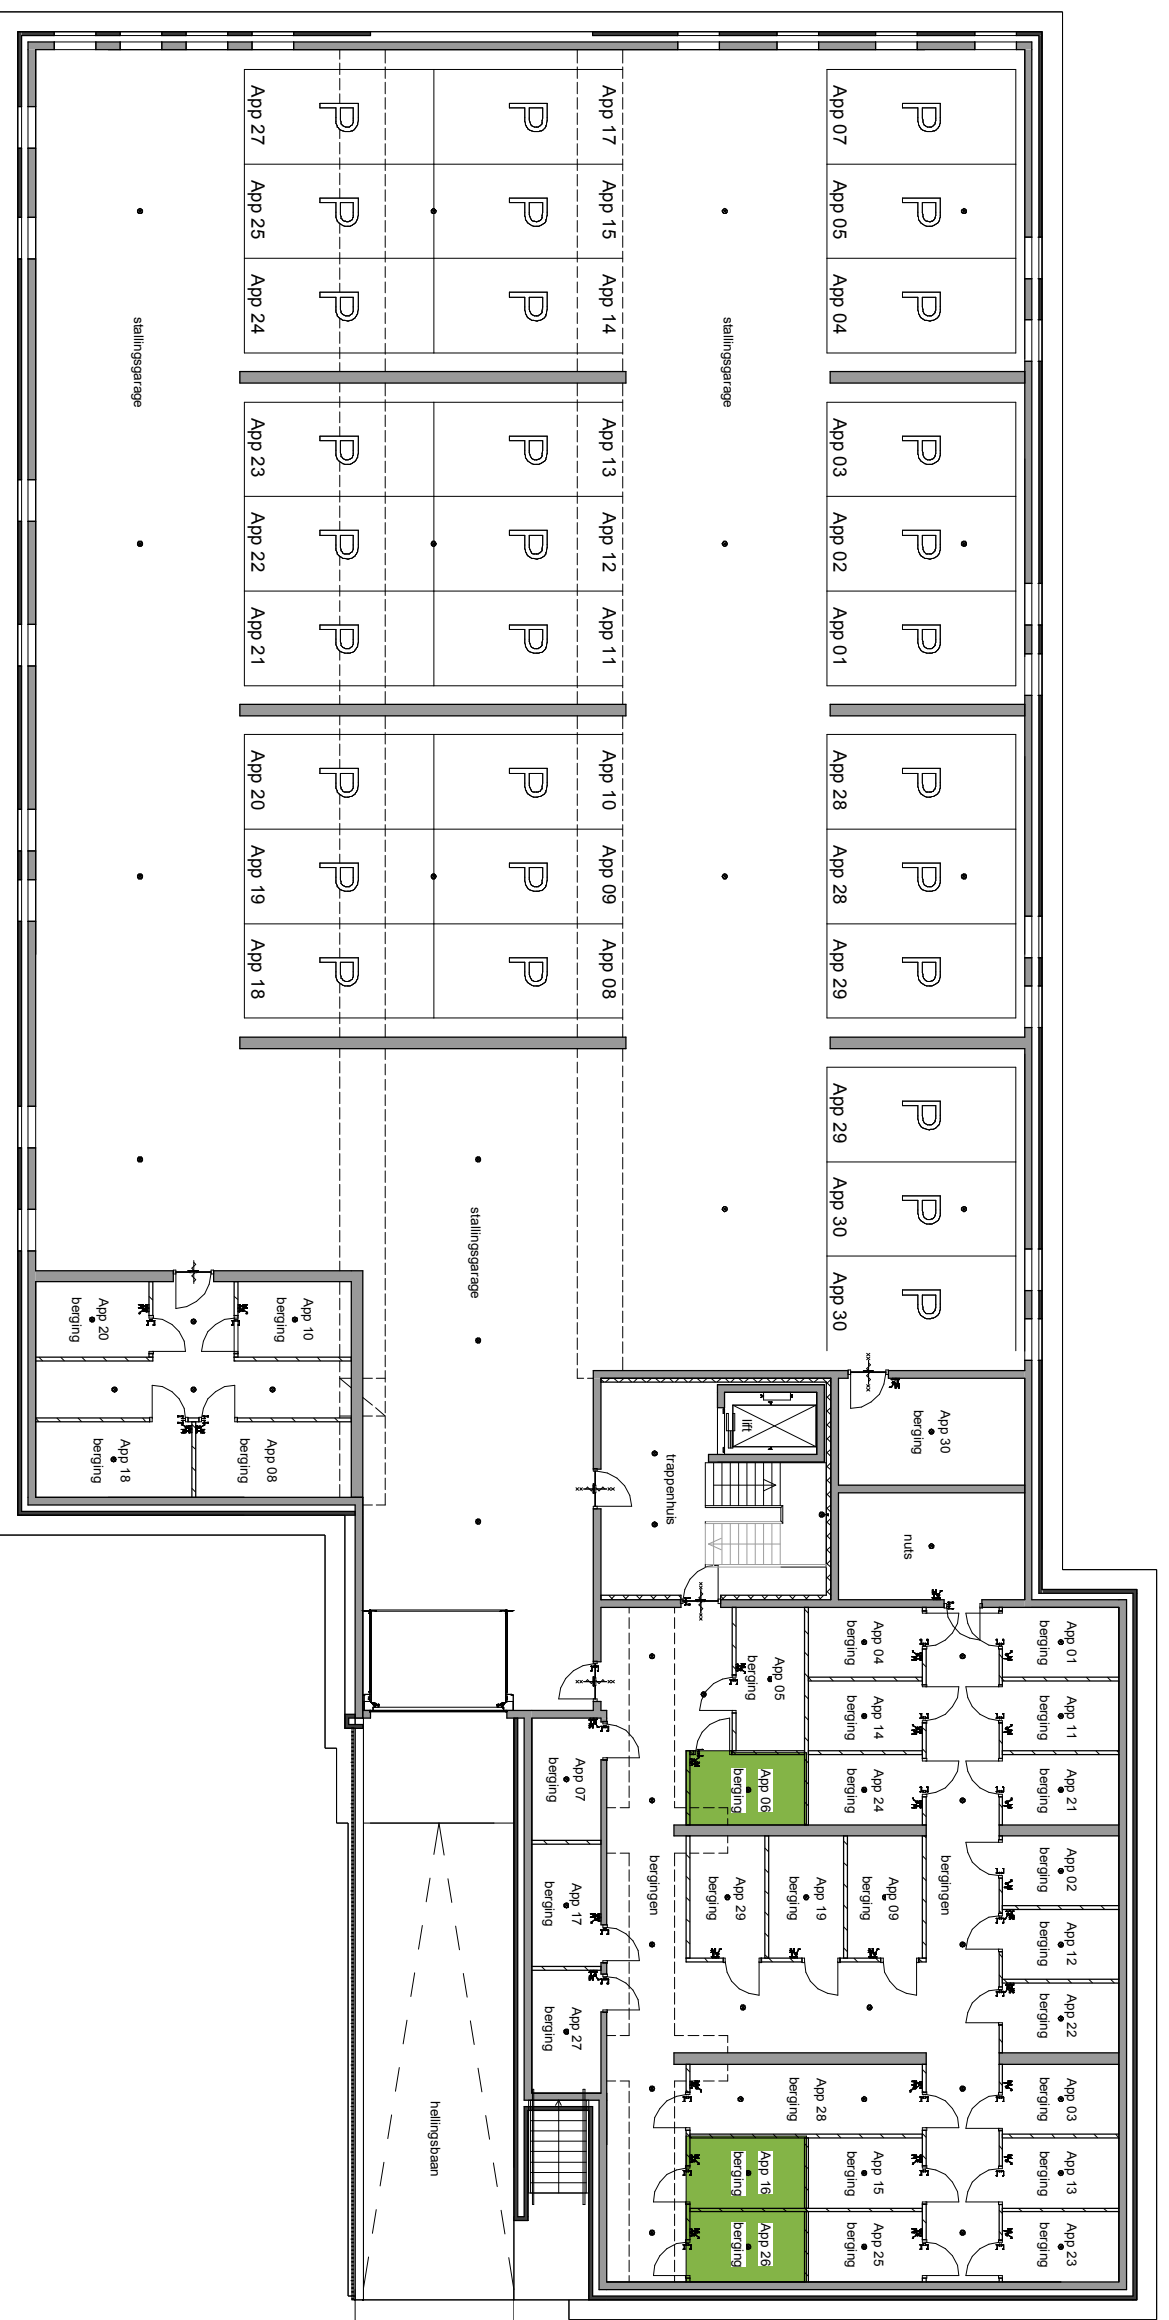 App 27
P
P
App 17
App 07
P
App 25
P
P
App 15
App 05
P
App 24
P
P
App 14
App 04
P
stallingsgarage
stallingsgarage
App 23
P
P
App 13
App 03
P
App 22
P
P
App 12
App 02
P
App 21
P
P
App 11
App 01
P
App 20
P
P
App 10
App 28
P
App 19
P
P
App 09
App 28
P
App 18
P
P
App 08
App 29
P
App 29
P
App 30
P
App 30
P
stallingsgarage
App 20
berging
App 10
berging
App 18
berging
App 08
berging
lift
trappenhuis
App 30
berging
nuts
App 05
berging
App 04
berging
App 01
berging
App 14
berging
App 11
berging
App 07
berging
App 06
berging
App 24
berging
App 21
berging
App 17
berging
bergingen
App 29
berging
App 19
berging
App 09
berging
bergingen
App 02
berging
App 12
berging
App 27
berging
App 22
berging
hellingsbaan
App 28
berging
App 03
berging
App 16
berging
App 15
berging
App 13
berging
App 26
berging
App 25
berging
App 23
berging